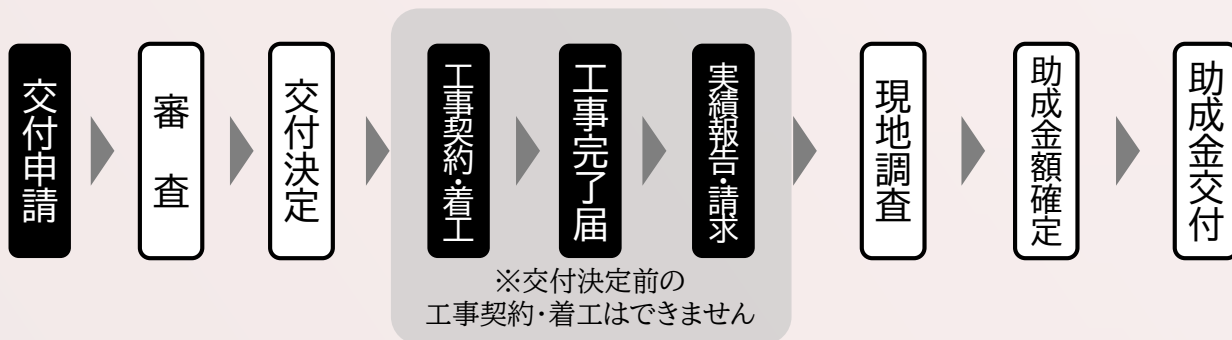 交付申請
審査
交付決定
工事契約・着工
工事完了届
実績報告・請求
※交付決定前の
工事契約・着工はできません
現地調査
助成金額確定
助成金交付